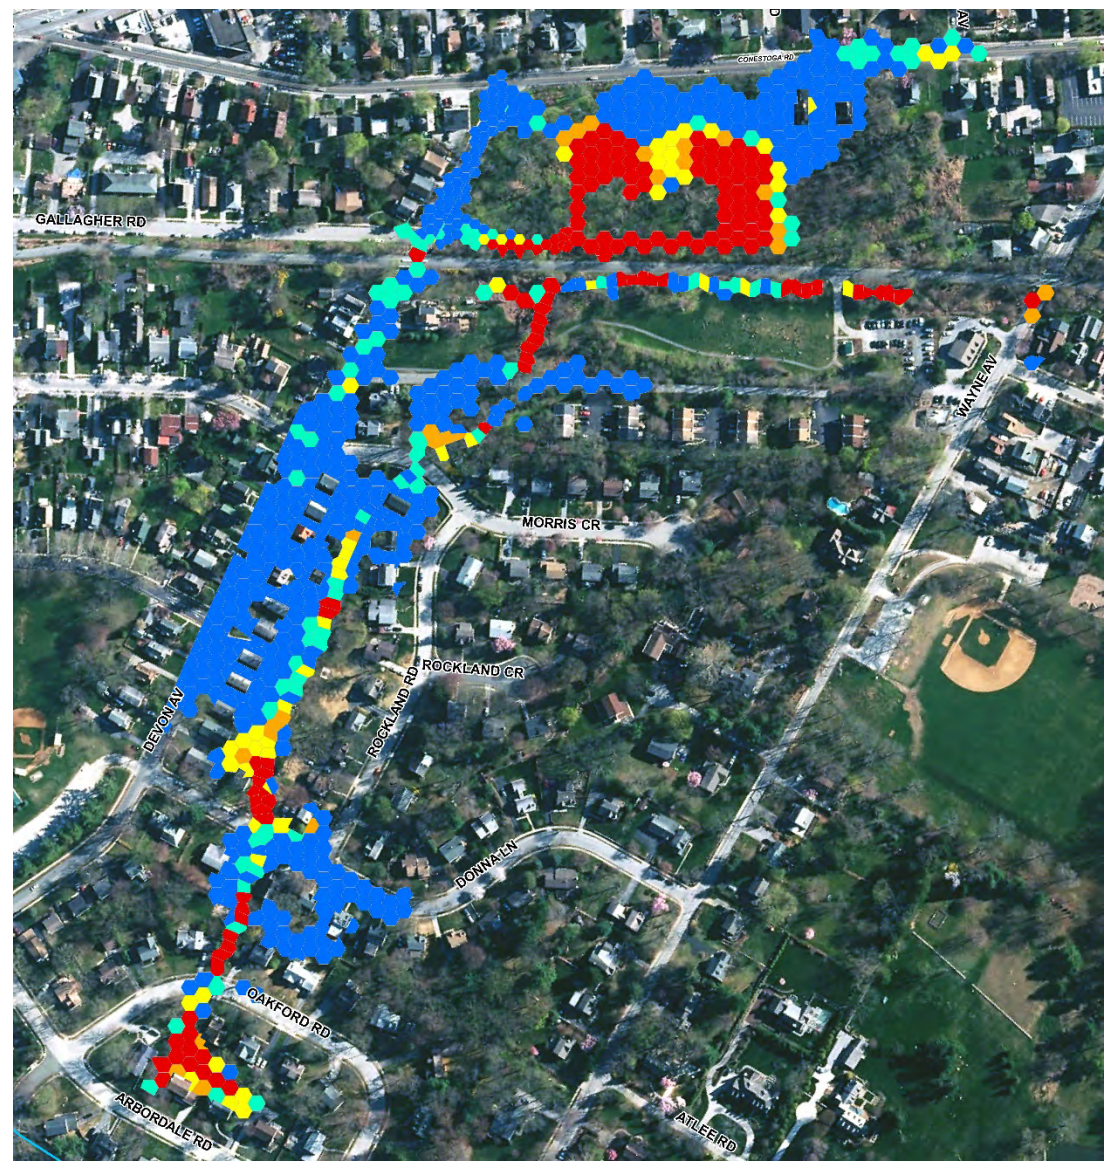 D
AV
CONESTOGA RD
GALLAGHER RD
WAYNE AV
MORRIS CR
ROCKLAND CR
ROCKLAND RD
DEVON AV
DONNA LN
OAKFORD RD
ARBORDALE RD
ATLEE RD